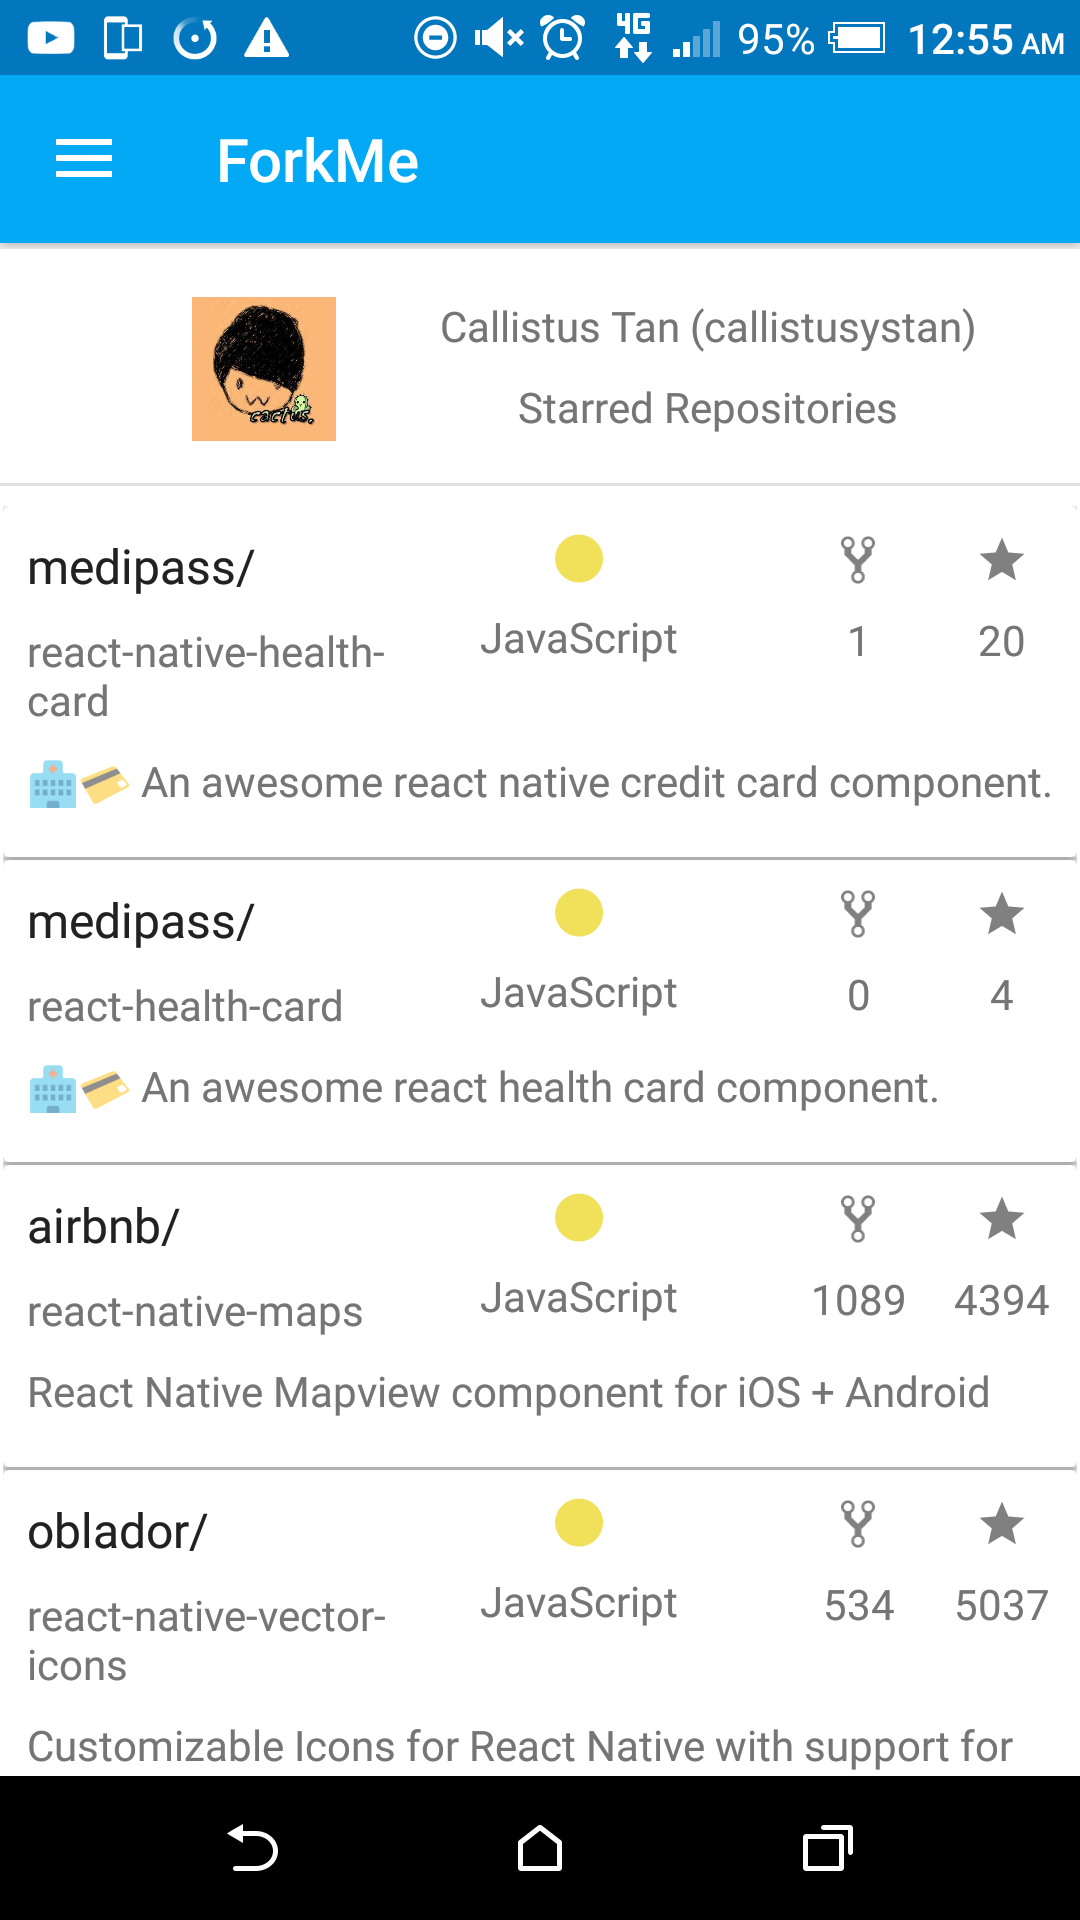 4G 95% 12:55 AM
ForkMe
cactus.
Callistus Tan (callistusystan)
Starred Repositories
medipass/
JavaScript 1 20
react-native-health-
card
An awesome react native credit card component.
medipass/
JavaScript 0 4
react-health-card
An awesome react health card component.
airbnb/
JavaScript 1089 4394
react-native-maps
React Native Mapview component for iOS + Android
oblador/
JavaScript 534 5037
react-native-vector-
icons
Customizable Icons for React Native with support for